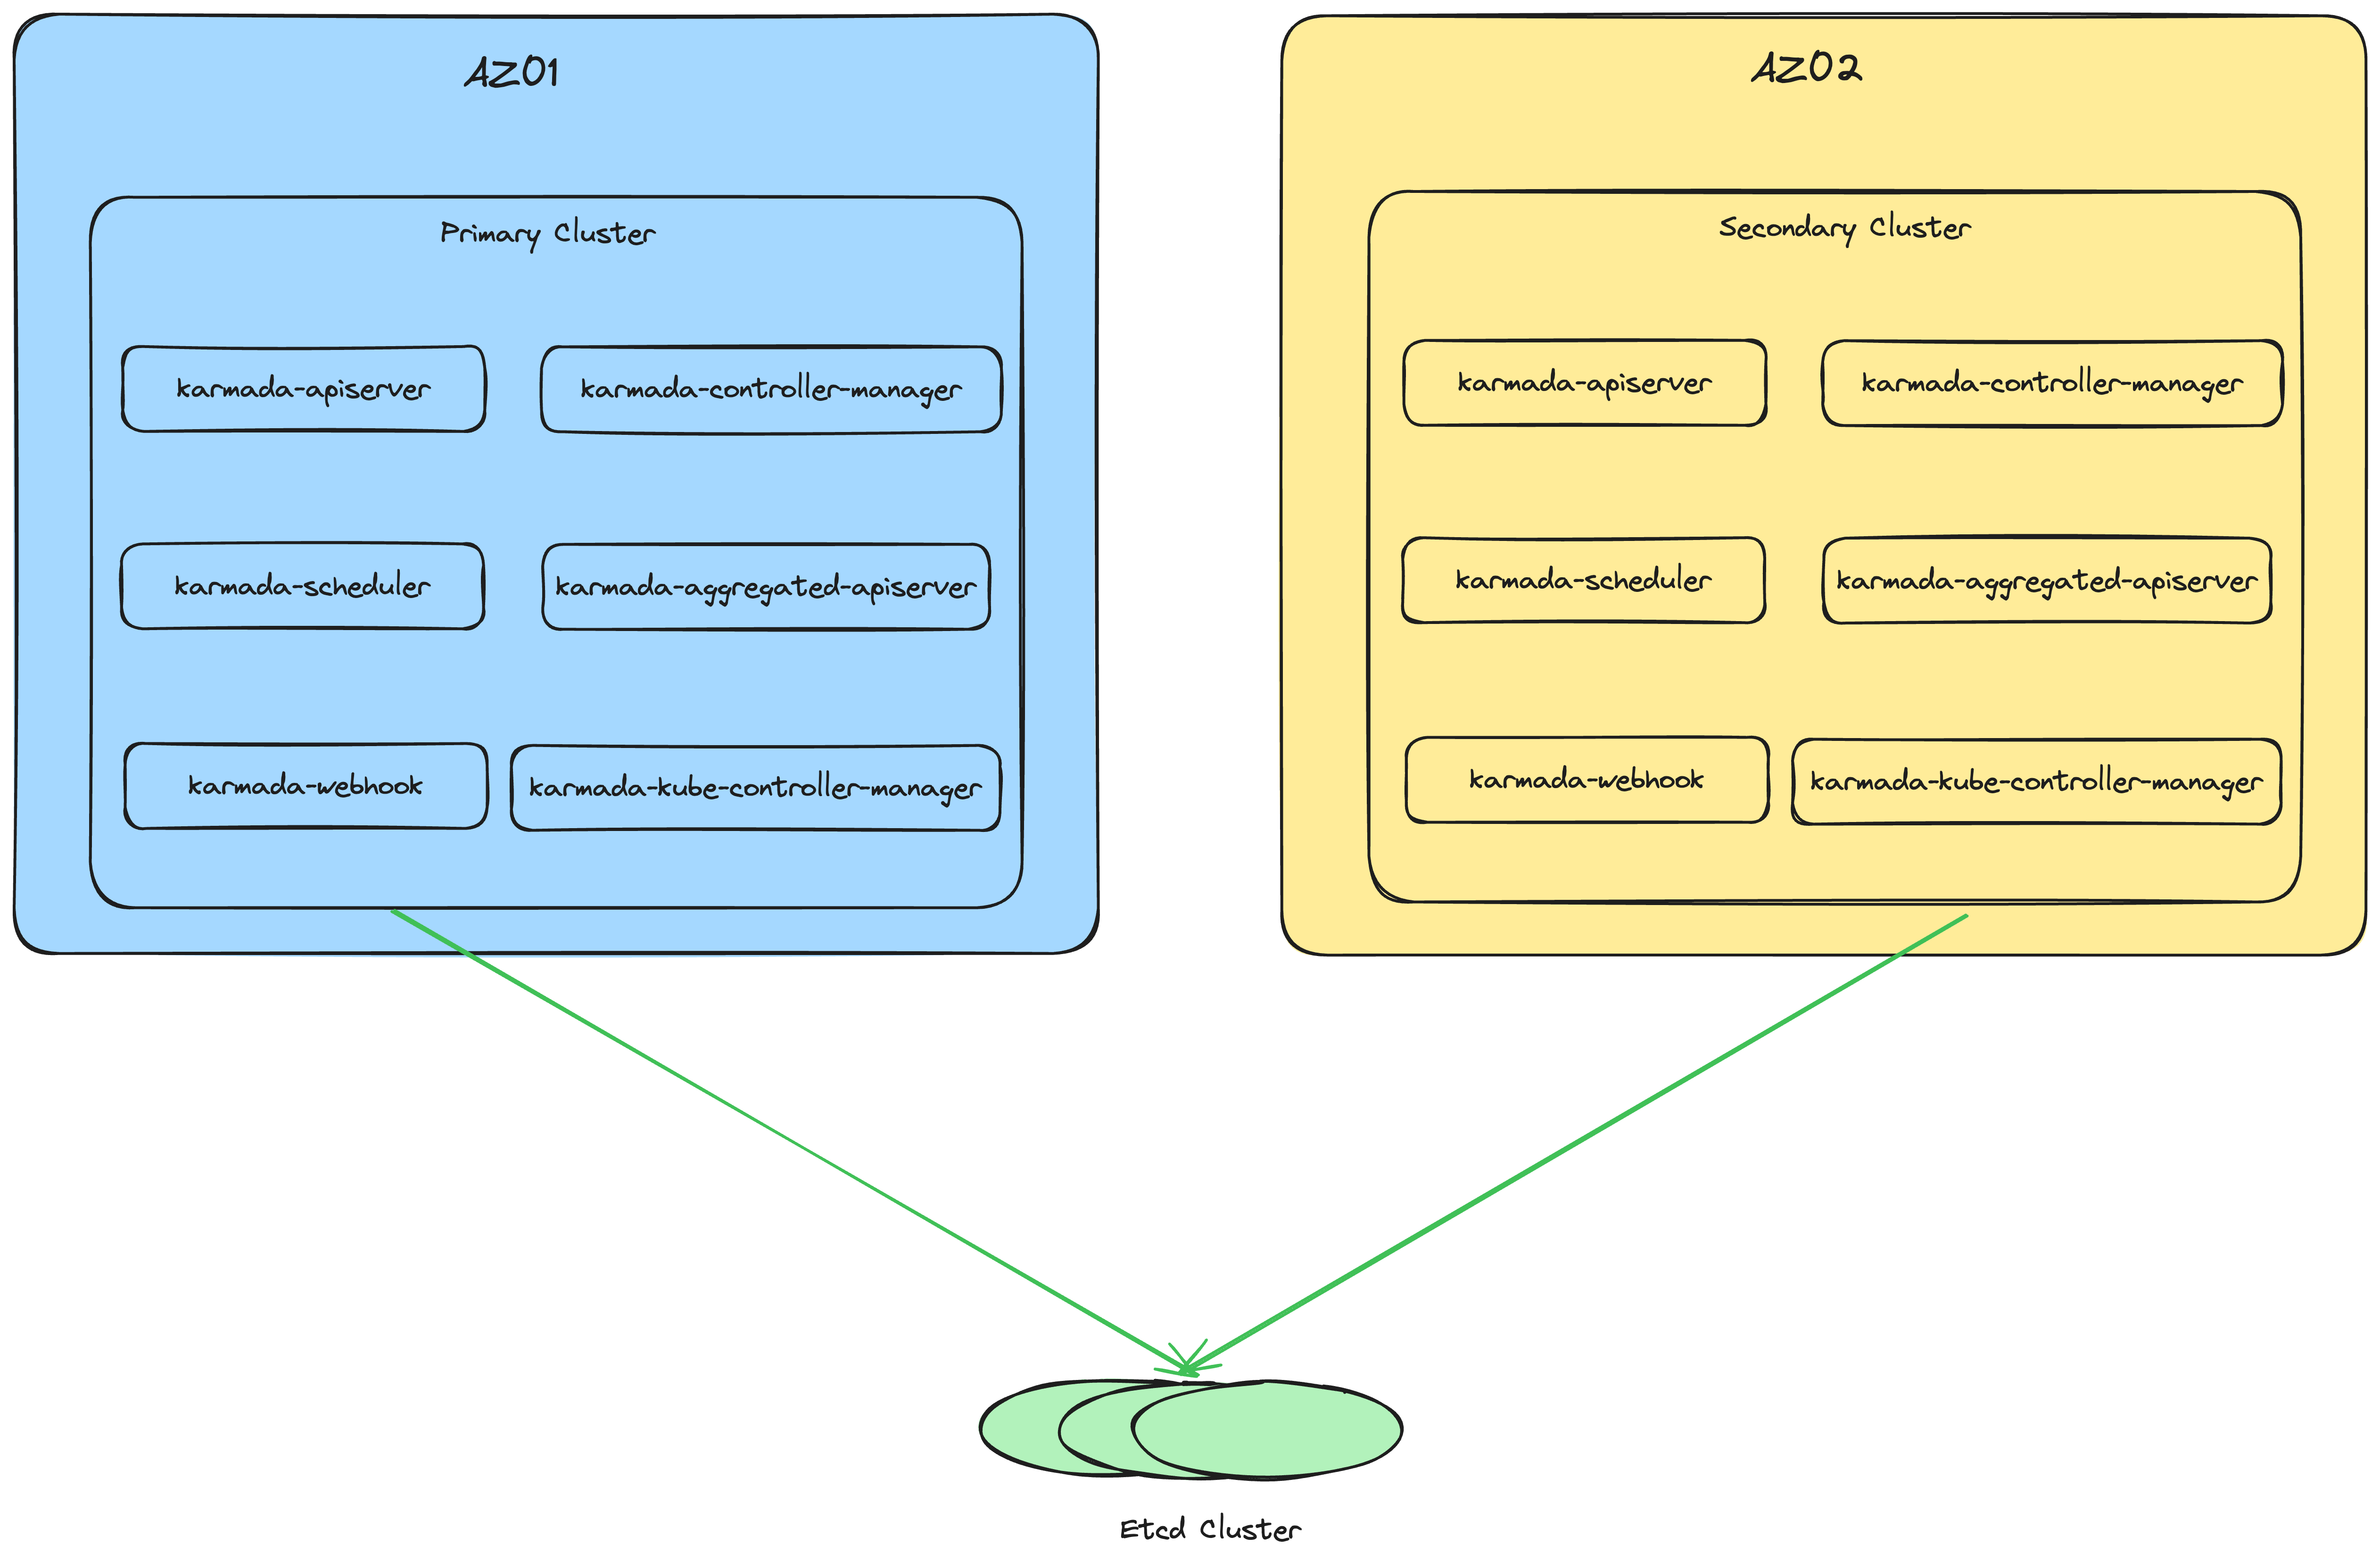 AZ01
Primary Cluster
karmada-apiserver
karmada-controller-manager
karmada-scheduler
karmada-aggregated-apiserver
karmada-webhook
karmada-kube-controller-manager
AZ02
Secondary Cluster
karmada-apiserver
karmada-controller-manager
karmada-scheduler
karmada-aggregated-apiserver
karmada-webhook
karmada-kube-controller-manager
Etcd Cluster